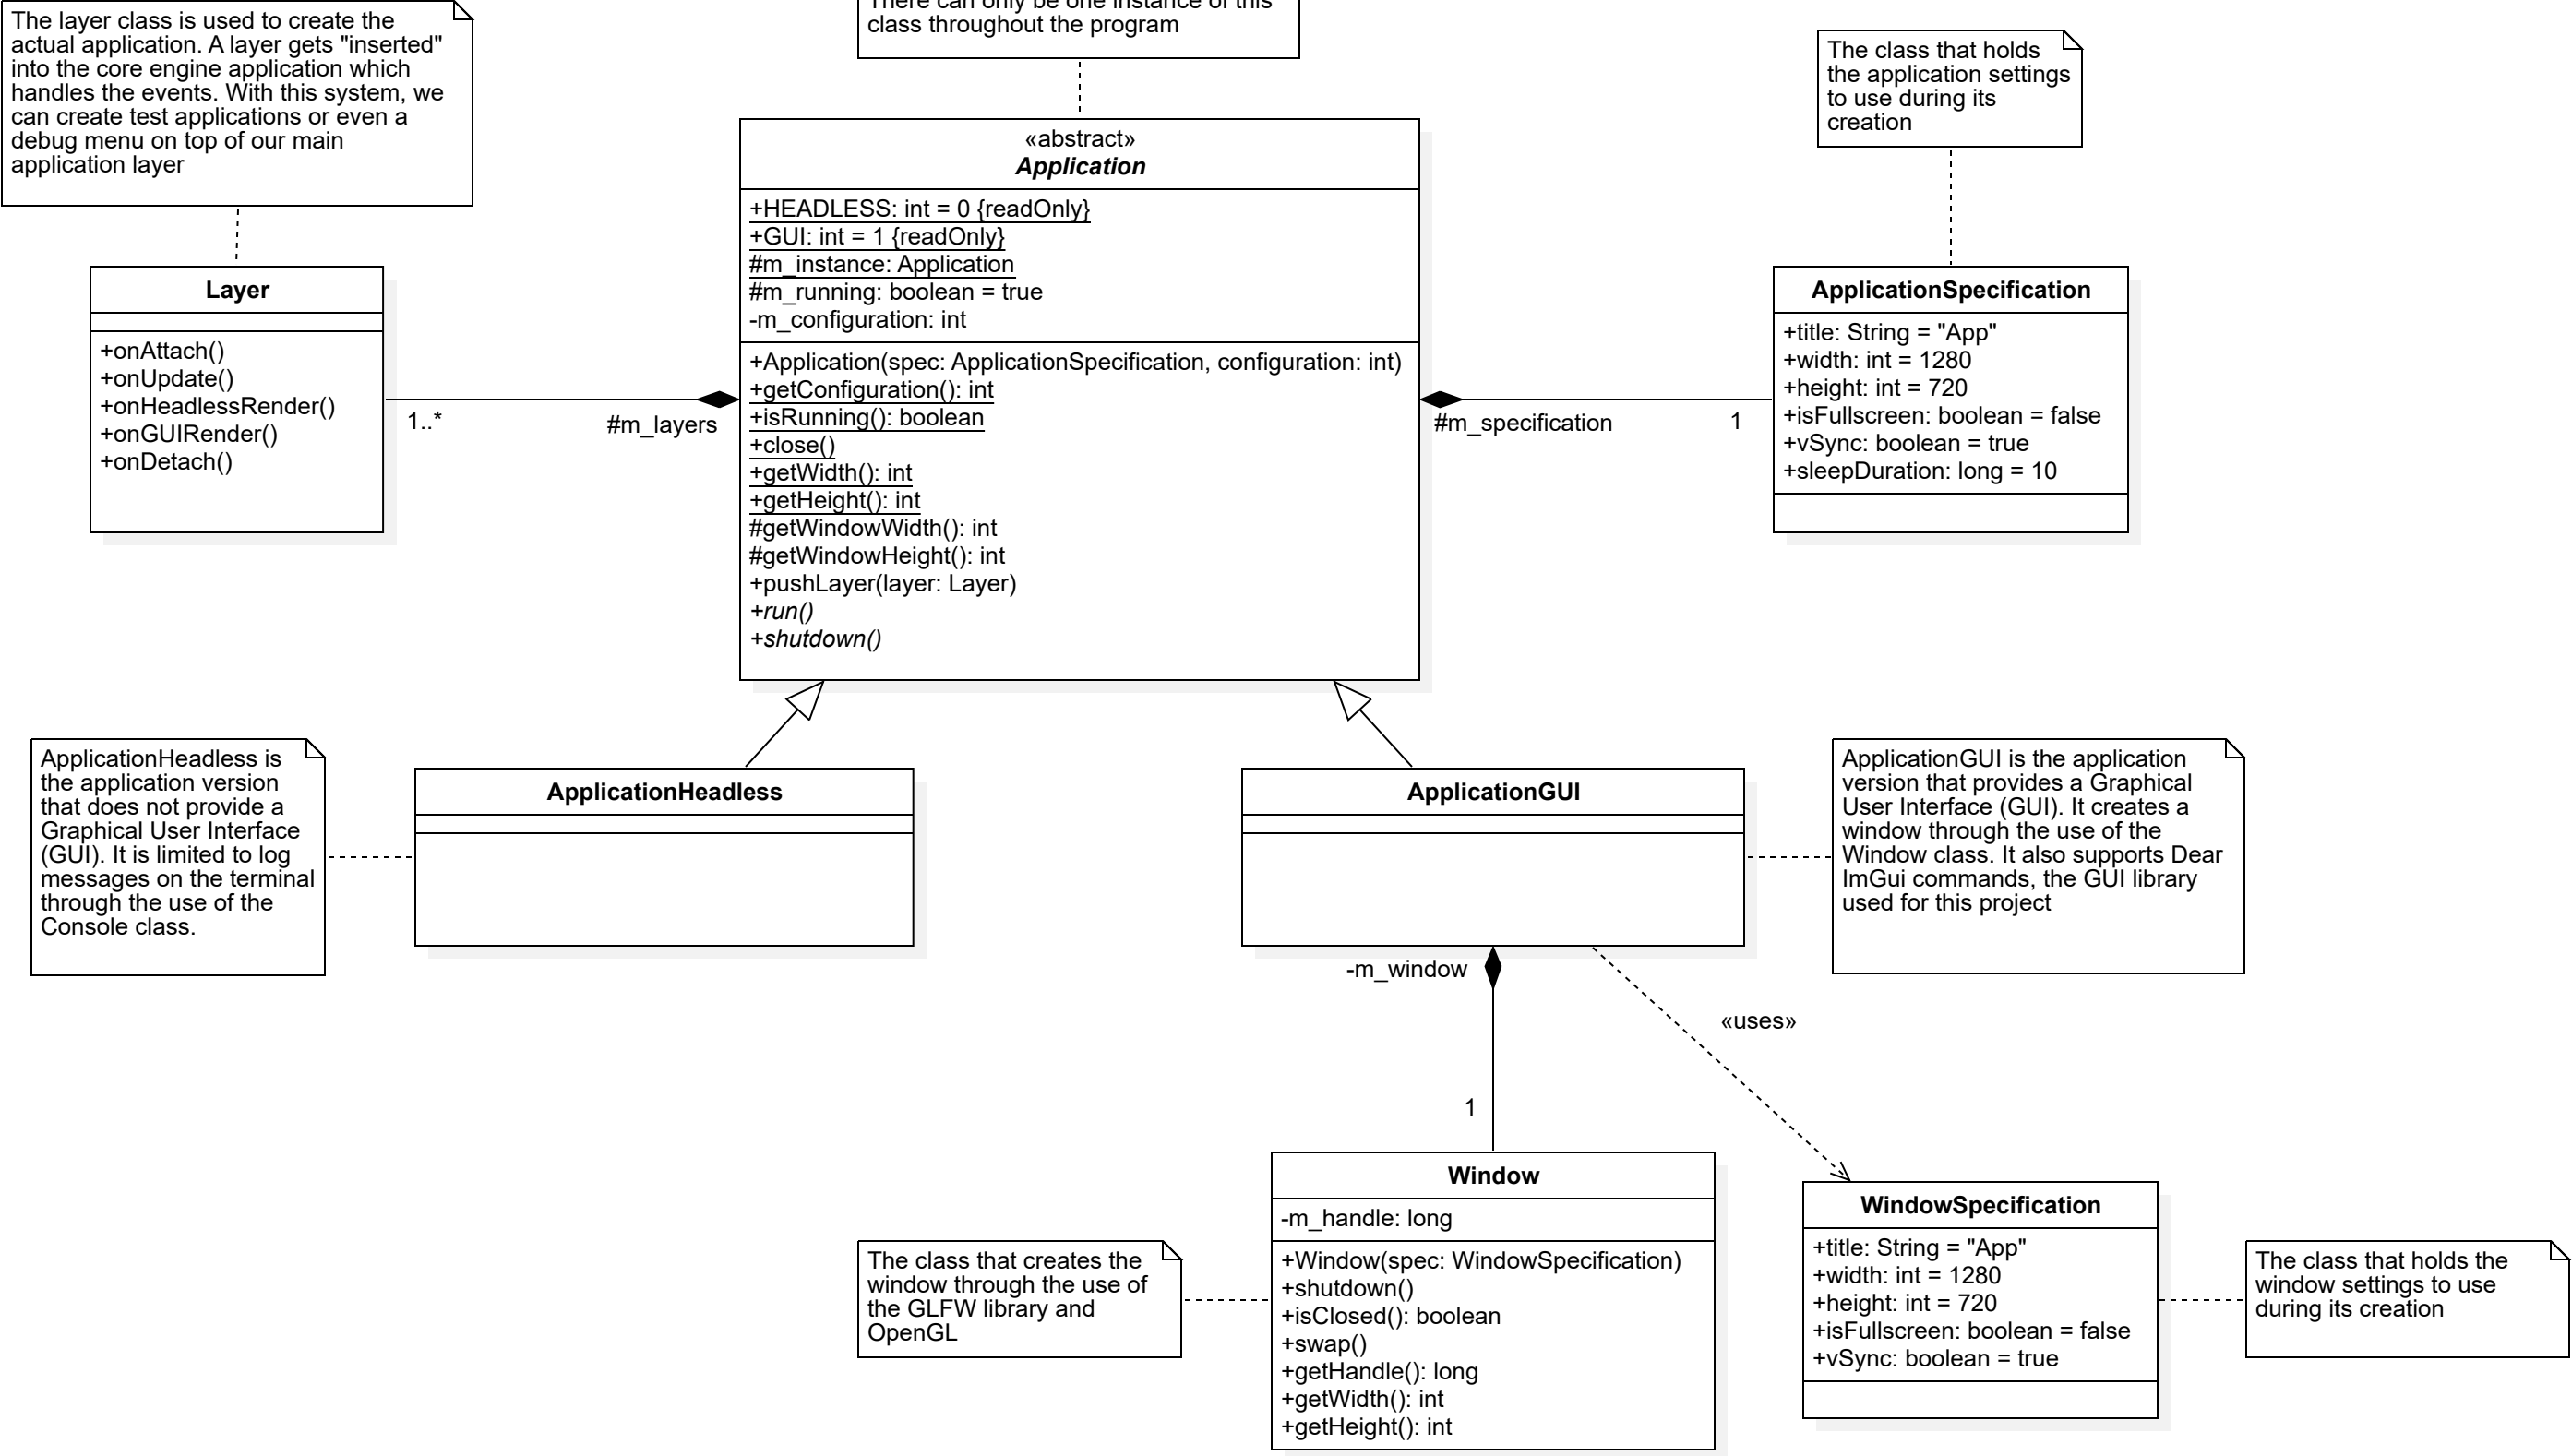 The layer class is used to create the
actual application. A layer gets "inserted"
into the core engine application which
handles the events. With this system, we
can create test applications or even a
debug menu on top of our main
application layer
There can only be one instance of this
class throughout the program
The class that holds
the application settings
to use during its
creation
«abstract»
Application
+HEADLESS: int = 0 {readOnly}
+GUI: int = 1 {readOnly}
#m_instance: Application
#m_running: boolean = true
-m_configuration: int
+Application(spec: ApplicationSpecification, configuration: int)
+getConfiguration(): int
+isRunning(): boolean
+close()
+getWidth(): int
+getHeight(): int
#getWindowWidth(): int
#getWindowHeight(): int
+pushLayer(layer: Layer)
+run()
+shutdown()
Layer
+onAttach()
+onUpdate()
+onHeadlessRender()
+onGUIRender()
+onDetach()
1..*
#m_layers
#m_specification
1
ApplicationSpecification
+title: String = "App"
+width: int = 1280
+height: int = 720
+isFullscreen: boolean = false
+vSync: boolean = true
+sleepDuration: long = 10
ApplicationHeadless is
the application version
that does not provide a
Graphical User Interface
(GUI). It is limited to log
messages on the terminal
through the use of the
Console class.
ApplicationHeadless
ApplicationGUI
ApplicationGUI is the application
version that provides a Graphical
User Interface (GUI). It creates a
window through the use of the
Window class. It also supports Dear
ImGui commands, the GUI library
used for this project
-m_window
«uses»
1
Window
-m_handle: long
+Window(spec: WindowSpecification)
+shutdown()
+isClosed(): boolean
+swap()
+getHandle(): long
+getWidth(): int
+getHeight(): int
The class that creates the
window through the use of
the GLFW library and
OpenGL
WindowSpecification
+title: String = "App"
+width: int = 1280
+height: int = 720
+isFullscreen: boolean = false
+vSync: boolean = true
The class that holds the
window settings to use
during its creation